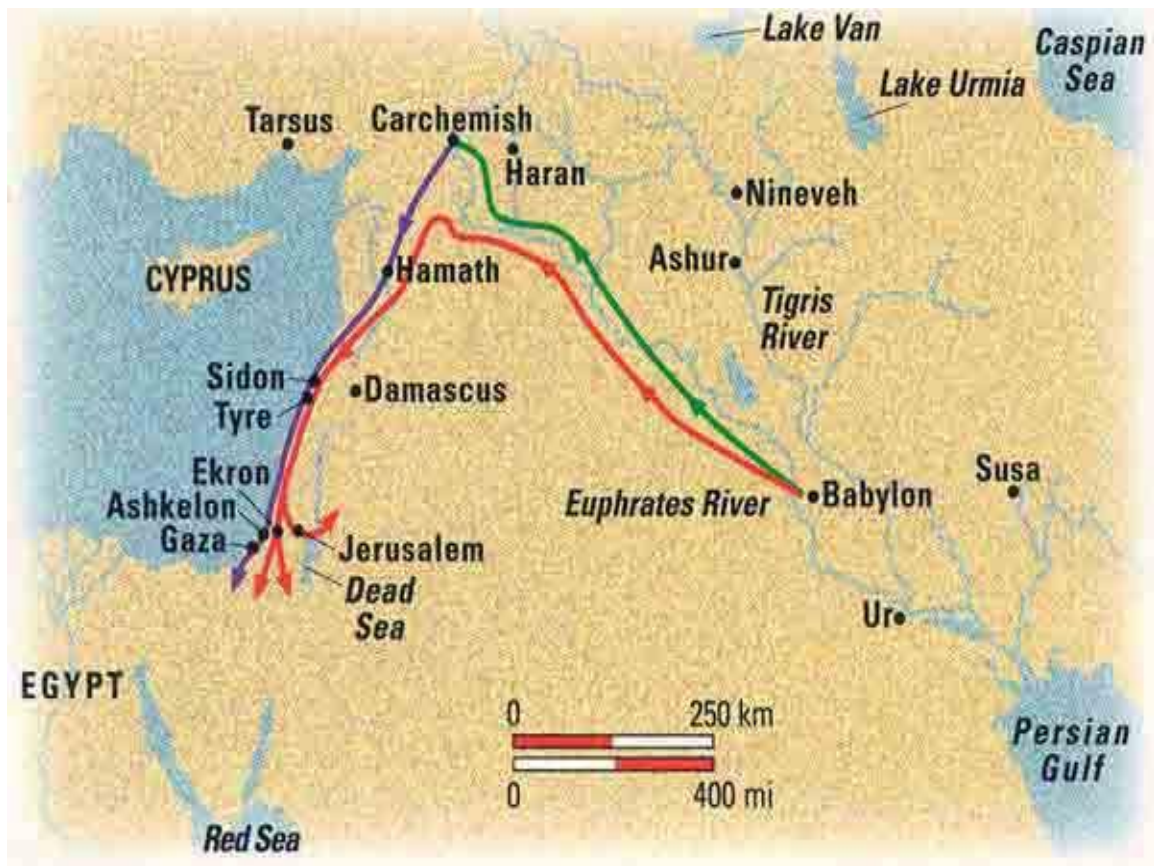 Lake Van
Caspian
Sea
Lake Urmia
Tarsus
Carchemish
Haran
Nineveh
Ashur
CYPRUS
Hamath
Tigris
River
Sidon
Damascus
Tyre
Ekron
Susa
Ashkelon
Euphrates River
Babylon
Gaza
Jerusalem
Dead
Sea
Ur
EGYPT
0 250 km
Persian
Gulf
0 400 mi
Red Sea